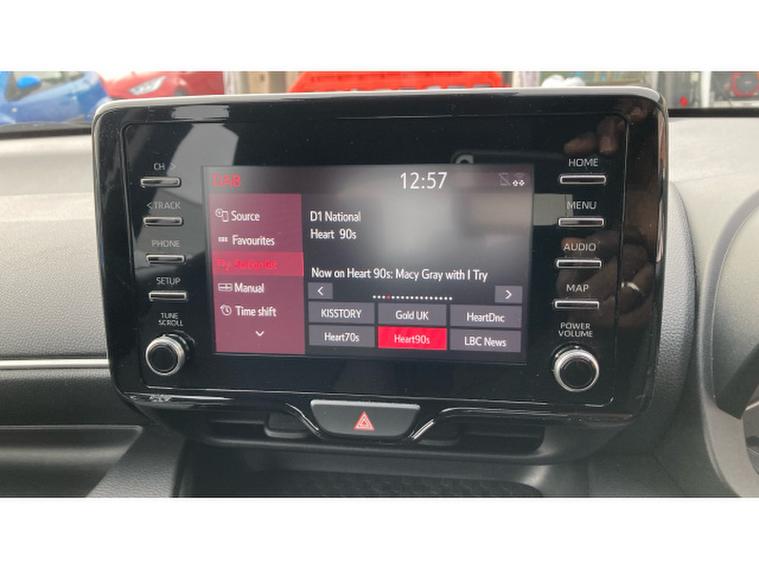 CH >
< TRACK
PHONE
SETUP
TUNE
SCROLL
DAB
12:57
Source
Favourites
Manual
Time shift
D1 National
Heart 90s
Now on Heart 90s: Macy Gray with I Try
KISSTORY
Gold UK
HeartDnc
Heart70s
Heart90s
LBC News
HOME
MENU
AUDIO
MAP
POWER
VOLUME